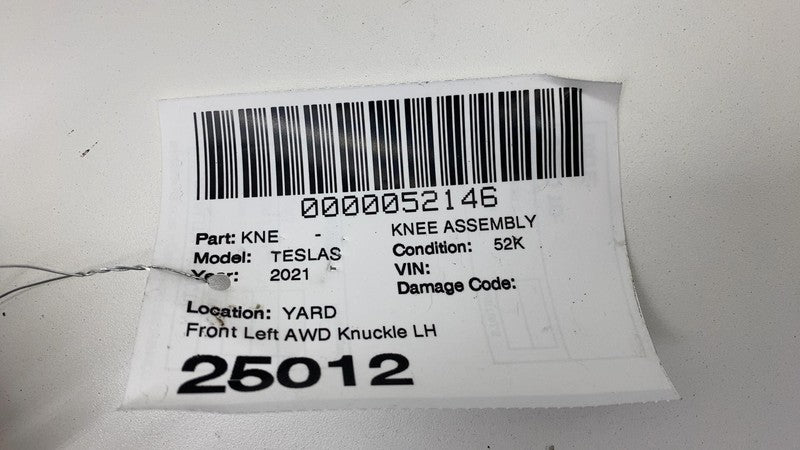 0000052146
Part: KNE - KNEE ASSEMBLY
Model: TESLAS Condition: 52K
Year: 2021 VIN:
Damage Code:
Location: YARD
Front Left AWD Knuckle LH
25012